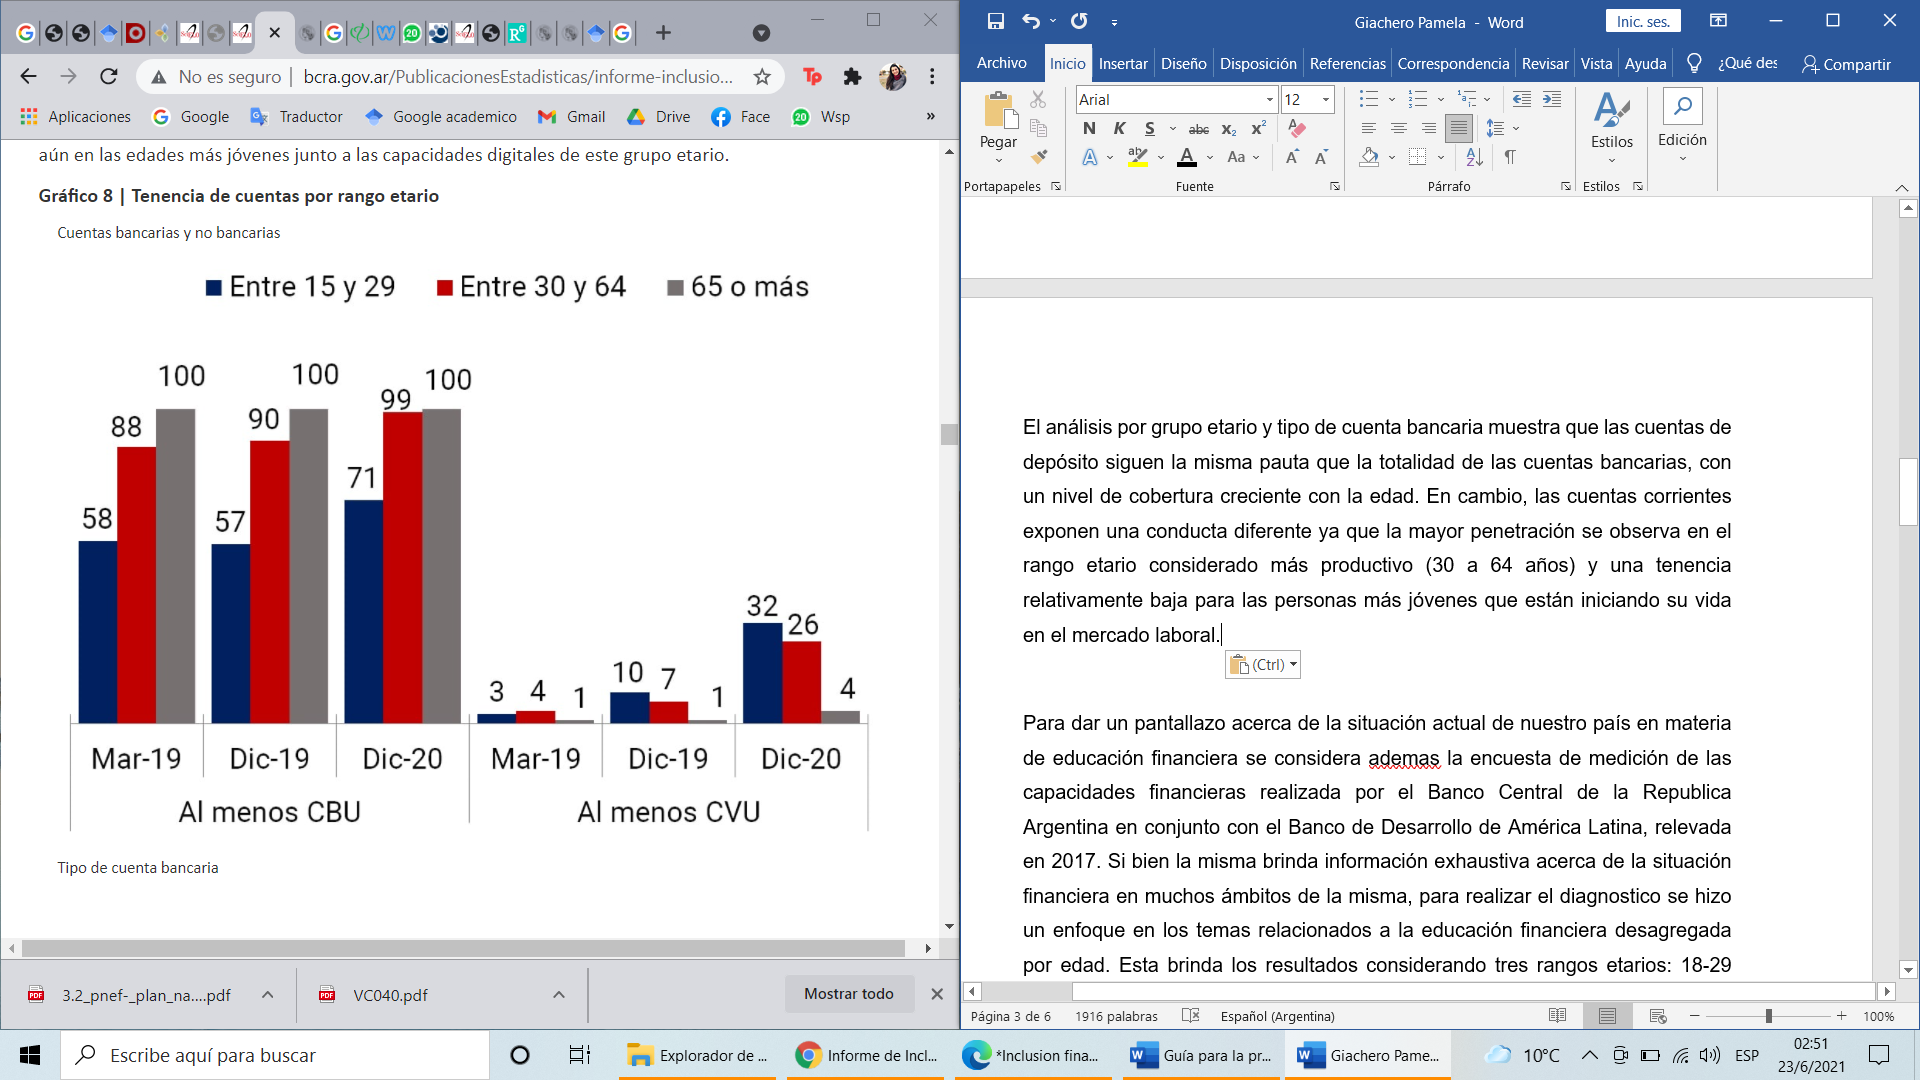 No es seguro | bcra.gov.ar/PublicacionesEstadisticas/informe-inclusio...
Aplicaciones Google Traductor Google academico Gmail Drive Face Wsp »
aún en las edades más jóvenes junto a las capacidades digitales de este grupo etario.
Gráfico 8 | Tenencia de cuentas por rango etario
Cuentas bancarias y no bancarias
Entre 15 y 29 Entre 30 y 64 65 o más
58 88 100 57 90 100 71 99 100 3 4 1 10 7 1 32 26 4
Mar-19 Dic-19 Dic-20 Mar-19 Dic-19 Dic-20
Al menos CBU Al menos CVU
Tipo de cuenta bancaria
3.2_pnef-_plan_na....pdf VC040.pdf Mostrar todo
Giachero Pamela - Word Inic. ses.
Archivo Inicio Insertar Diseño Disposición Referencias Correspondencia Revisar Vista Ayuda ¿Qué des Compartir
Arial 12
N K S abc x₂ x²
Aa
Pegar Estilos Edición
Portapapeles Fuente Párrafo Estilos
El análisis por grupo etario y tipo de cuenta bancaria muestra que las cuentas de
depósito siguen la misma pauta que la totalidad de las cuentas bancarias, con
un nivel de cobertura creciente con la edad. En cambio, las cuentas corrientes
exponen una conducta diferente ya que la mayor penetración se observa en el
rango etario considerado más productivo (30 a 64 años) y una tenencia
relativamente baja para las personas más jóvenes que están iniciando su vida
en el mercado laboral.
(Ctrl)
Para dar un pantallazo acerca de la situación actual de nuestro país en materia
de educación financiera se considera ademas la encuesta de medición de las
capacidades financieras realizada por el Banco Central de la Republica
Argentina en conjunto con el Banco de Desarrollo de América Latina, relevada
en 2017. Si bien la misma brinda información exhaustiva acerca de la situación
financiera en muchos ámbitos de la misma, para realizar el diagnostico se hizo
un enfoque en los temas relacionados a la educación financiera desagregada
por edad. Esta brinda los resultados considerando tres rangos etarios: 18-29
Página 3 de 6 1916 palabras Español (Argentina) 100%
Escribe aquí para buscar
Explorador de ... Informe de Incl... *Inclusion fina... Guía para la pr... Giachero Pame...
10°C ESP 02:51
23/6/2021